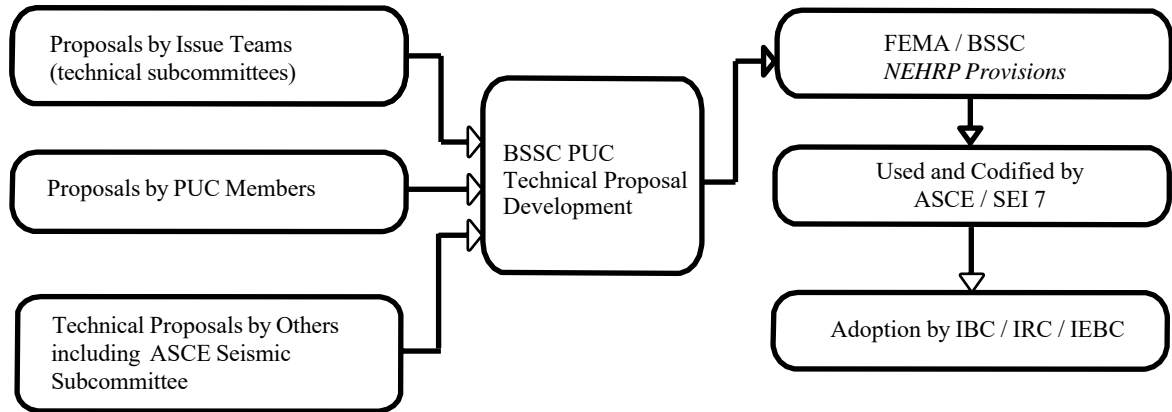 Proposals by Issue Teams
(technical subcommittees)
Proposals by PUC Members
Technical Proposals by Others
including ASCE Seismic
Subcommittee
BSSC PUC
Technical Proposal
Development
FEMA / BSSC
NEHRP Provisions
Used and Codified by
ASCE / SEI 7
Adoption by IBC / IRC / IEBC